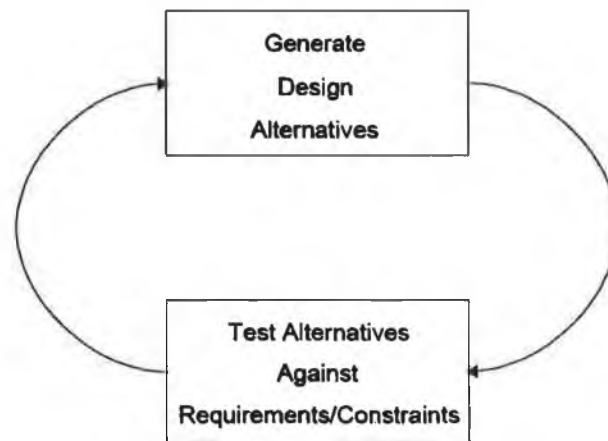 Generate
Design
Alternatives
Test Alternatives
Against
Requirements/Constraints